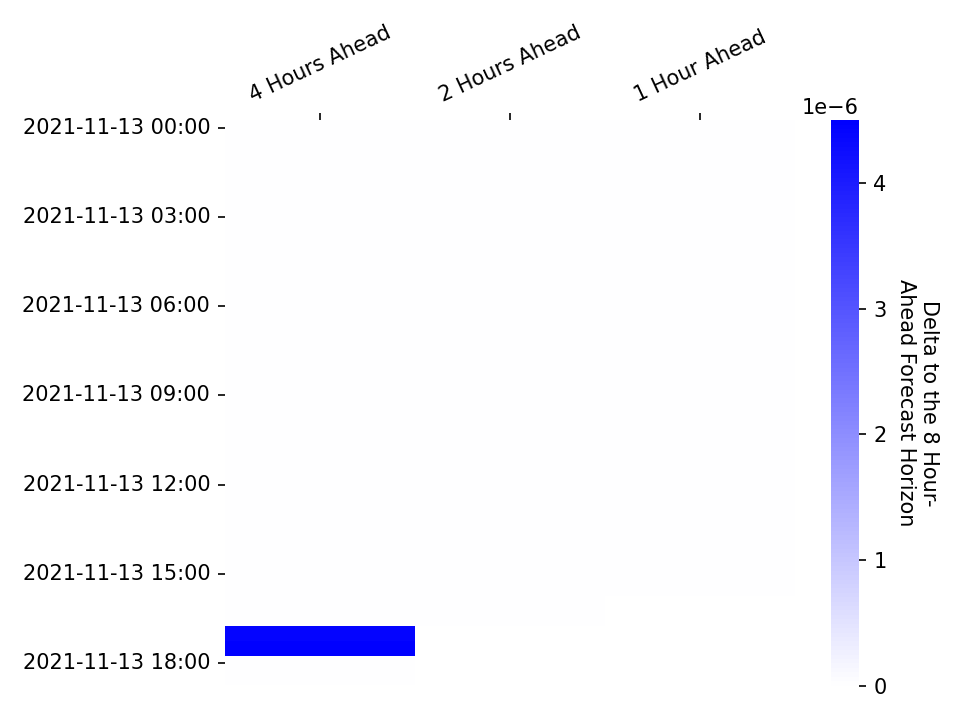 4 Hours Ahead
2 Hours Ahead
1 Hour Ahead
1e−6
2021-11-13 00:00
2021-11-13 03:00
2021-11-13 06:00
2021-11-13 09:00
2021-11-13 12:00
2021-11-13 15:00
2021-11-13 18:00
4
3
2
1
0
Delta to the 8 Hour-
Ahead Forecast Horizon